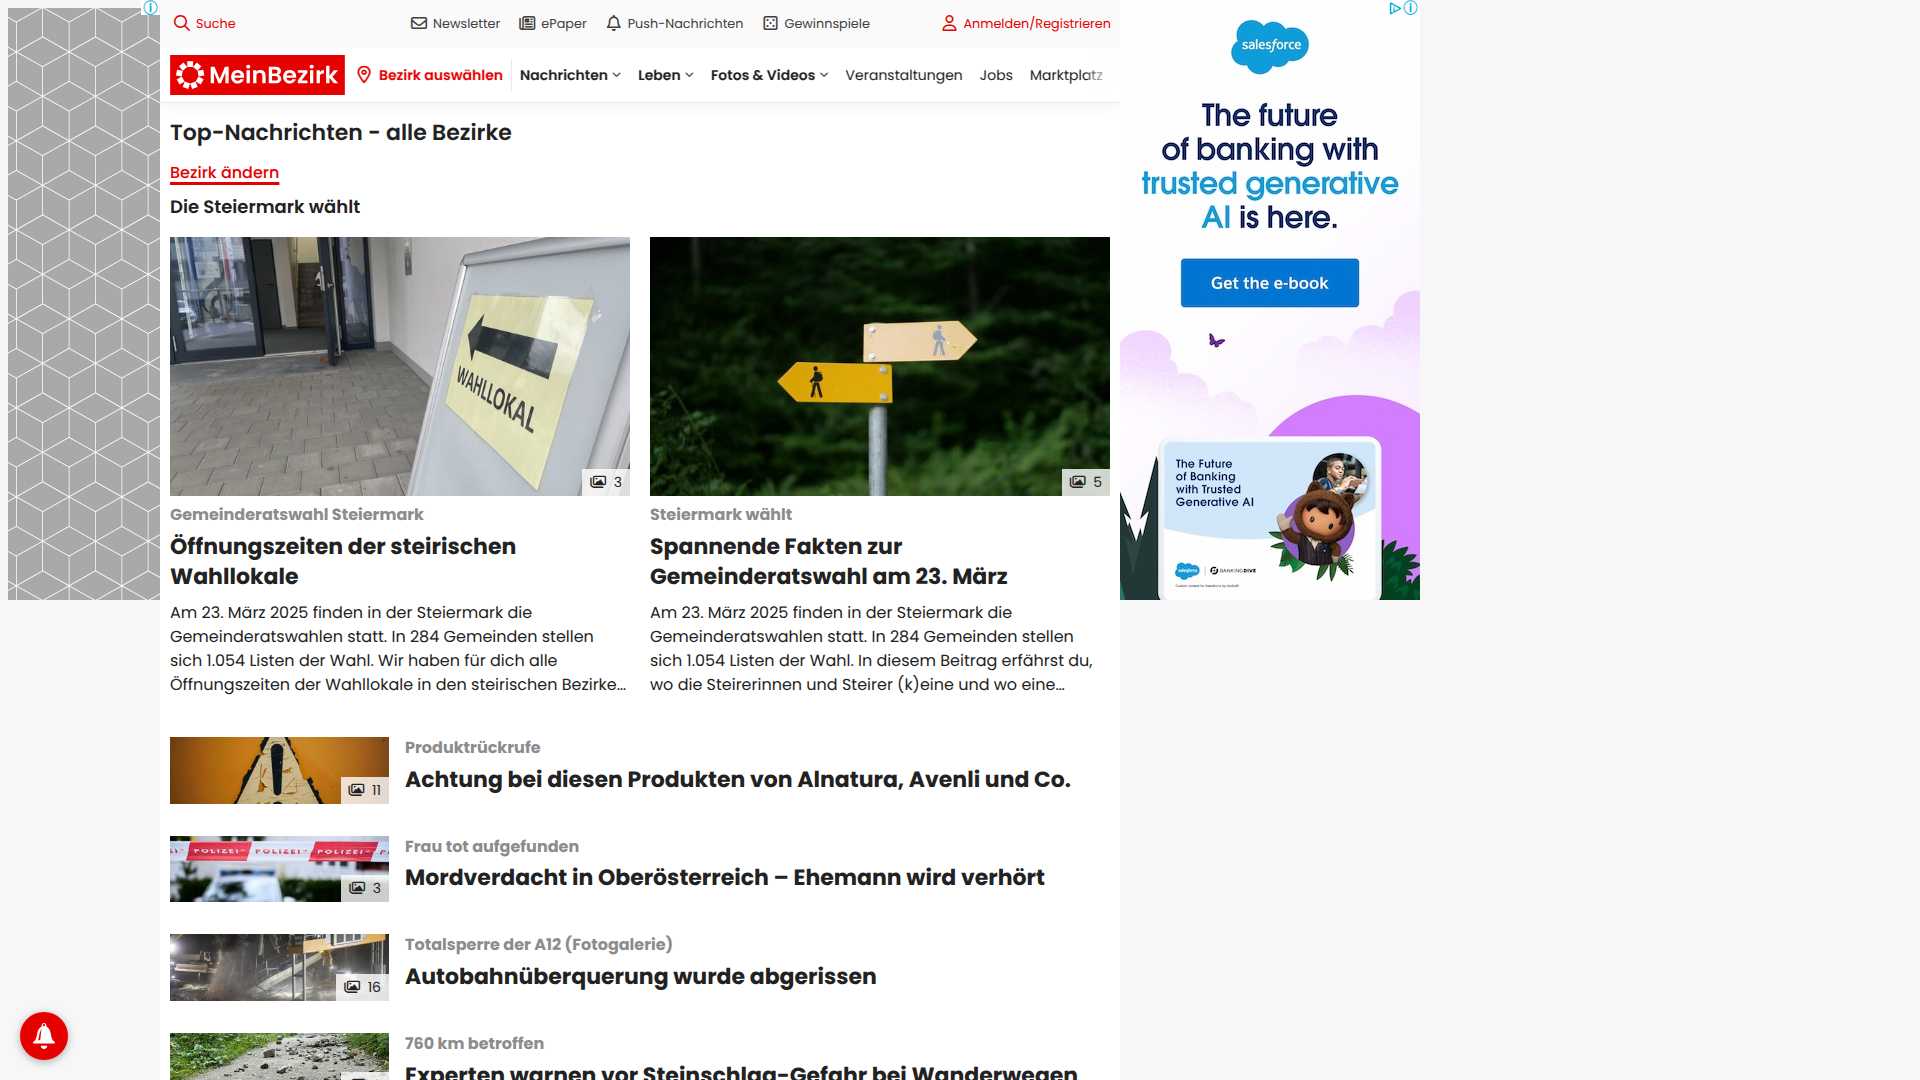 Suche
Newsletter
ePaper
Push-Nachrichten
Gewinnspiele
Anmelden/Registrieren
MeinBezirk
Bezirk auswählen
Nachrichten
Leben
Fotos & Videos
Veranstaltungen
Jobs
Marktplatz
Top-Nachrichten - alle Bezirke
Bezirk ändern
Die Steiermark wählt
WAHLLOKAL
3
Gemeinderatswahl Steiermark
Öffnungszeiten der steirischen
Wahllokale
Am 23. März 2025 finden in der Steiermark die
Gemeinderatswahlen statt. In 284 Gemeinden stellen
sich 1.054 Listen der Wahl. Wir haben für dich alle
Öffnungszeiten der Wahllokale in den steirischen Bezirke...
5
Steiermark wählt
Spannende Fakten zur
Gemeinderatswahl am 23. März
Am 23. März 2025 finden in der Steiermark die
Gemeinderatswahlen statt. In 284 Gemeinden stellen
sich 1.054 Listen der Wahl. In diesem Beitrag erfährst du,
wo die Steirerinnen und Steirer (k)eine und wo eine...
11
Produktrückrufe
Achtung bei diesen Produkten von Alnatura, Avenli und Co.
POLIZEI POLIZEI POLIZEI
3
Frau tot aufgefunden
Mordverdacht in Oberösterreich – Ehemann wird verhört
16
Totalsperre der A12 (Fotogalerie)
Autobahnüberquerung wurde abgerissen
760 km betroffen
Experten warnen vor Steinschlag-Gefahr bei Wanderwegen
salesforce
The future
of banking with
trusted generative
AI is here.
Get the e-book
The Future
of Banking
with Trusted
Generative AI
salesforce
BANKINGDIVE